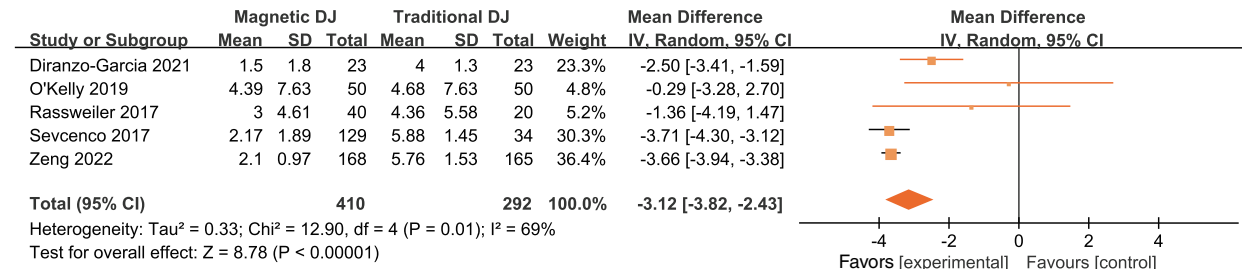 Magnetic DJ Traditional DJ Mean Difference Mean Difference
Study or Subgroup Mean SD Total Mean SD Total Weight IV, Random, 95% CI IV, Random, 95% CI
Diranzo-Garcia 2021 1.5 1.8 23 4 1.3 23 23.3% -2.50 [-3.41, -1.59]
O'Kelly 2019 4.39 7.63 50 4.68 7.63 50 4.8% -0.29 [-3.28, 2.70]
Rassweiler 2017 3 4.61 40 4.36 5.58 20 5.2% -1.36 [-4.19, 1.47]
Sevcenco 2017 2.17 1.89 129 5.88 1.45 34 30.3% -3.71 [-4.30, -3.12]
Zeng 2022 2.1 0.97 168 5.76 1.53 165 36.4% -3.66 [-3.94, -3.38]
Total (95% CI) 410 292 100.0% -3.12 [-3.82, -2.43]
Heterogeneity: Tau² = 0.33; Chi² = 12.90, df = 4 (P = 0.01); I² = 69%
Test for overall effect: Z = 8.78 (P < 0.00001)
-4 -2 0 2 4
Favors [experimental] Favours [control]